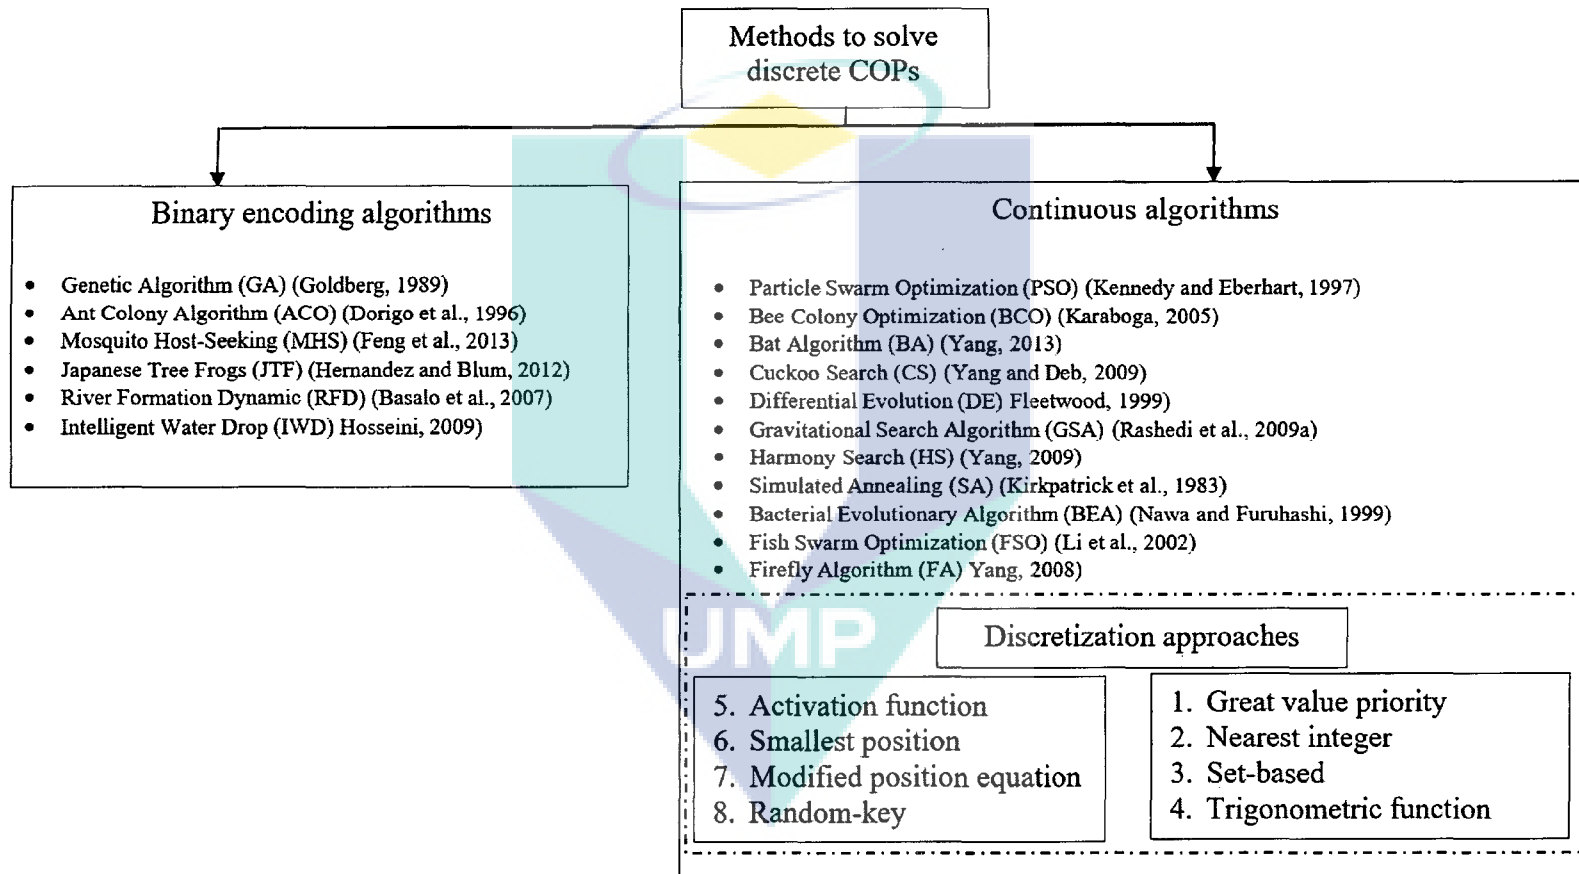 Methods to solve
discrete COPs
Binary encoding algorithms
• Genetic Algorithm (GA) (Goldberg, 1989)
• Ant Colony Algorithm (ACO) (Dorigo et al., 1996)
• Mosquito Host-Seeking (MHS) (Feng et al., 2013)
• Japanese Tree Frogs (JTF) (Hernandez and Blum, 2012)
• River Formation Dynamic (RFD) (Basalo et al., 2007)
• Intelligent Water Drop (IWD) Hosseini, 2009)
Continuous algorithms
• Particle Swarm Optimization (PSO) (Kennedy and Eberhart, 1997)
• Bee Colony Optimization (BCO) (Karaboga, 2005)
• Bat Algorithm (BA) (Yang, 2013)
• Cuckoo Search (CS) (Yang and Deb, 2009)
• Differential Evolution (DE) Fleetwood, 1999)
• Gravitational Search Algorithm (GSA) (Rashedi et al., 2009a)
• Harmony Search (HS) (Yang, 2009)
• Simulated Annealing (SA) (Kirkpatrick et al., 1983)
• Bacterial Evolutionary Algorithm (BEA) (Nawa and Furuhashi, 1999)
• Fish Swarm Optimization (FSO) (Li et al., 2002)
• Firefly Algorithm (FA) Yang, 2008)
UMP
Discretization approaches
5. Activation function
6. Smallest position
7. Modified position equation
8. Random-key
1. Great value priority
2. Nearest integer
3. Set-based
4. Trigonometric function